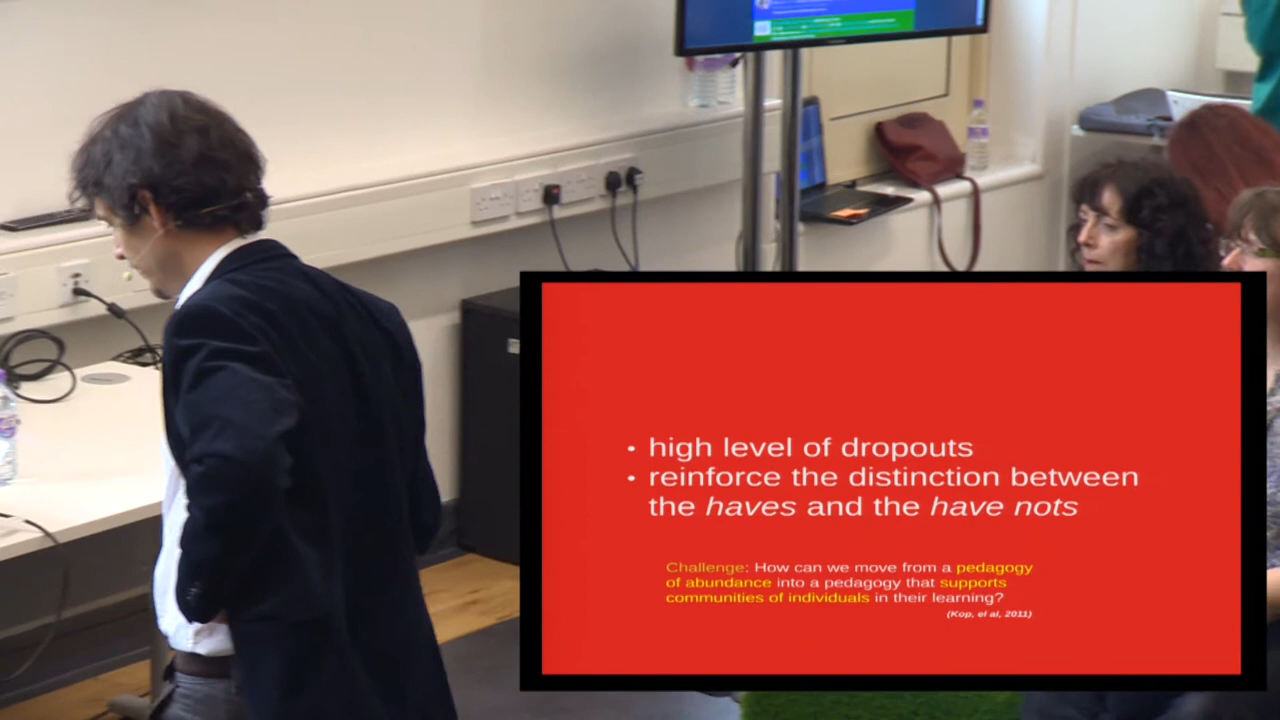 • high level of dropouts
• reinforce the distinction between
the haves and the have nots
Challenge: How can we move from a pedagogy
of abundance into a pedagogy that supports
communities of individuals in their learning?
(Kop, el al, 2011)